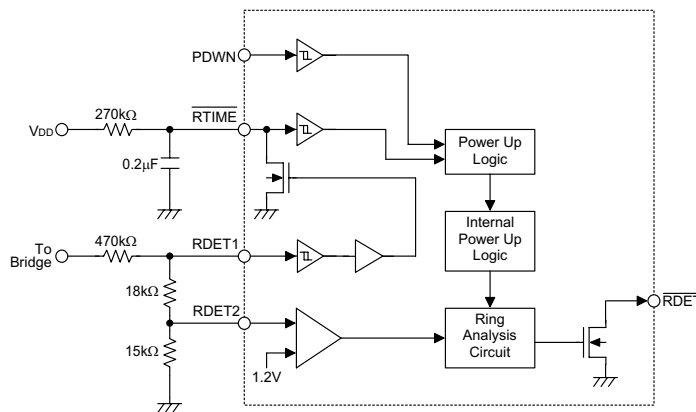 PDWN
270kΩ
RTIME
VDD
0.2µF
Power Up
Logic
To
Bridge
470kΩ
RDET1
Internal
Power Up
Logic
18kΩ
RDET2
RDET
15kΩ
1.2V
Ring
Analysis
Circuit